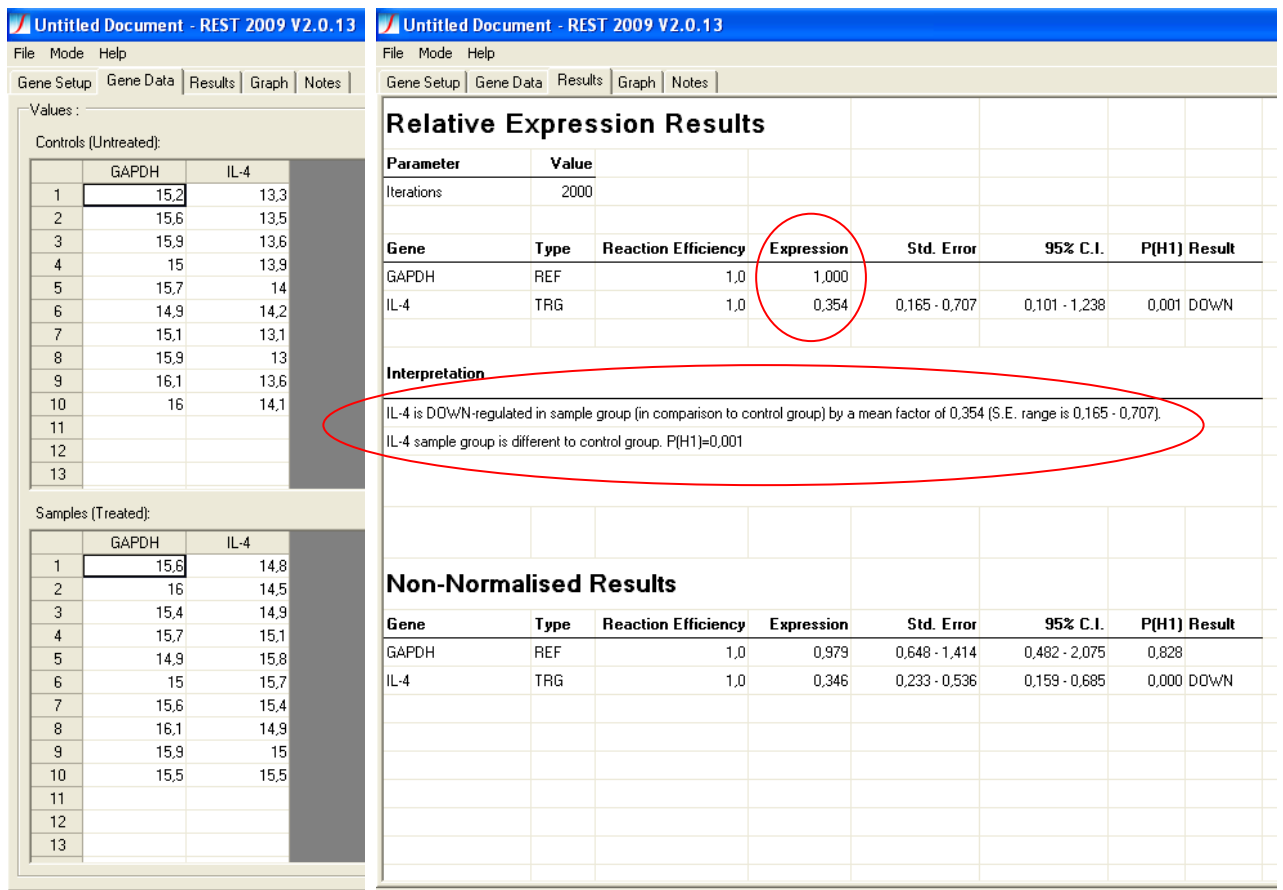 Untitled Document - REST 2009 V2.0.13
File Mode Help
Gene Setup Gene Data Results Graph Notes
Values :
Controls (Untreated):
GAPDH IL-4
1 15,2 13,3
2 15,6 13,5
3 15,9 13,6
4 15 13,9
5 15,7 14
6 14,9 14,2
7 15,1 13,1
8 15,9 13
9 16,1 13,6
10 16 14,1
11
12
13
Samples (Treated):
GAPDH IL-4
1 15,6 14,8
2 16 14,5
3 15,4 14,9
4 15,7 15,1
5 14,9 15,8
6 15 15,7
7 15,6 15,4
8 16,1 14,9
9 15,9 15
10 15,5 15,5
11
12
13
Untitled Document - REST 2009 V2.0.13
File Mode Help
Gene Setup Gene Data Results Graph Notes
Relative Expression Results
Parameter Value
Iterations 2000
Gene Type Reaction Efficiency Expression Std. Error 95% C.I. P(H1) Result
GAPDH REF 1,0 1,000
IL-4 TRG 1,0 0,354 0,165 - 0,707 0,101 - 1,238 0,001 DOWN
Interpretation
IL-4 is DOWN-regulated in sample group (in comparison to control group) by a mean factor of 0,354 (S.E. range is 0,165 - 0,707).
IL-4 sample group is different to control group. P(H1)=0,001
Non-Normalised Results
Gene Type Reaction Efficiency Expression Std. Error 95% C.I. P(H1) Result
GAPDH REF 1,0 0,979 0,648 - 1,414 0,482 - 2,075 0,828
IL-4 TRG 1,0 0,346 0,233 - 0,536 0,159 - 0,685 0,000 DOWN